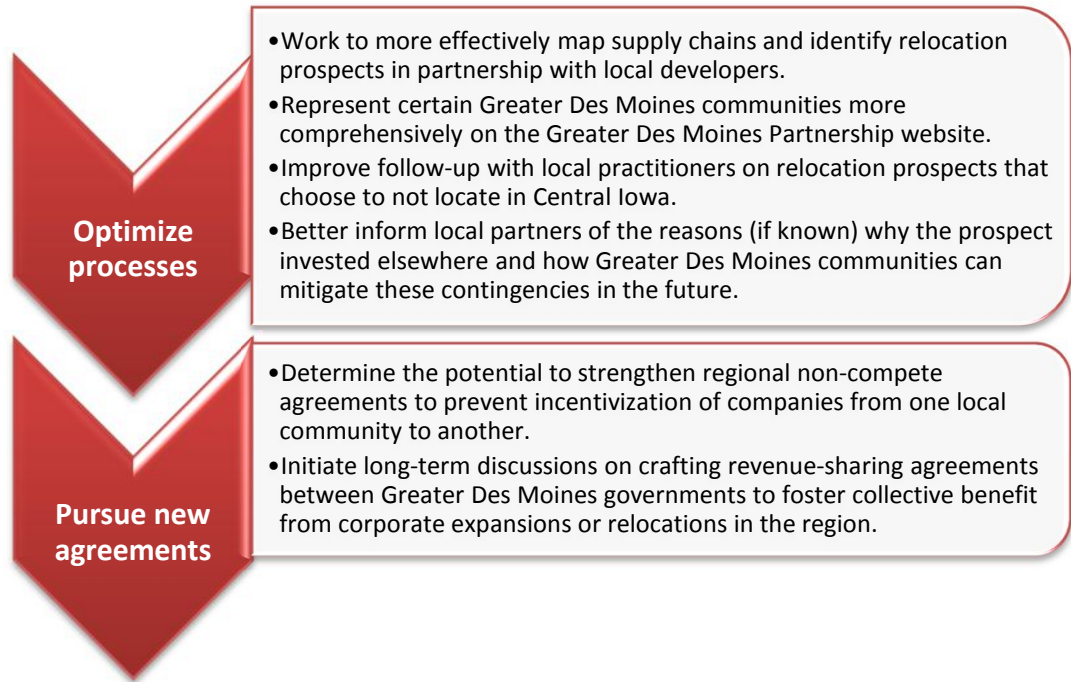 Optimize
processes
•Work to more effectively map supply chains and identify relocation
prospects in partnership with local developers.
•Represent certain Greater Des Moines communities more
comprehensively on the Greater Des Moines Partnership website.
•Improve follow-up with local practitioners on relocation prospects that
choose to not locate in Central Iowa.
•Better inform local partners of the reasons (if known) why the prospect
invested elsewhere and how Greater Des Moines communities can
mitigate these contingencies in the future.
Pursue new
agreements
•Determine the potential to strengthen regional non-compete
agreements to prevent incentivization of companies from one local
community to another.
•Initiate long-term discussions on crafting revenue-sharing agreements
between Greater Des Moines governments to foster collective benefit
from corporate expansions or relocations in the region.